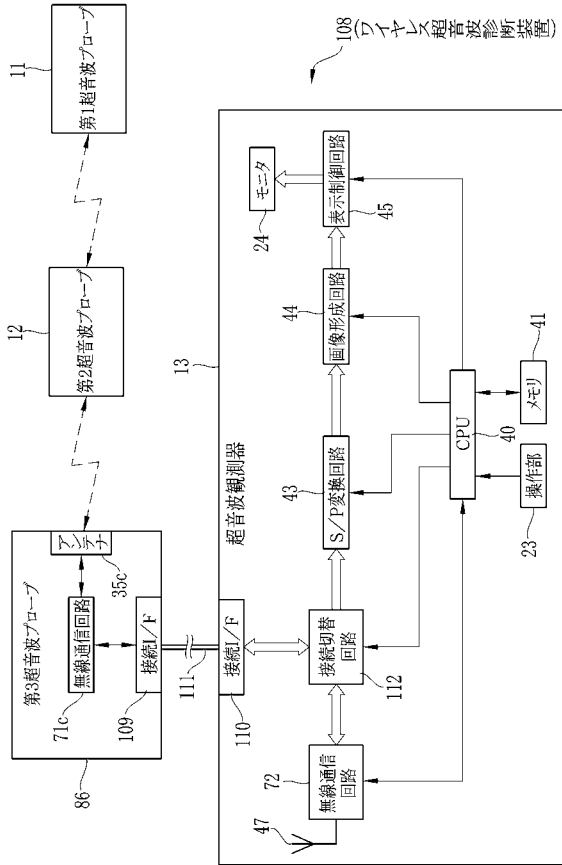 108(ワイヤレス超音波診断装置)
86
第3超音波プローブ
71c
無線通信回路
アンテナ
35c
109
接続I/F
12
第2超音波プローブ
11
第1超音波プローブ
111
13
超音波観測器
110
接続I/F
24
モニタ
47
72
無線通信
回路
接続切替
回路
112
43
S/P変換回路
44
画像形成回路
表示制御回路
45
CPU
40
23
操作部
メモリ
41